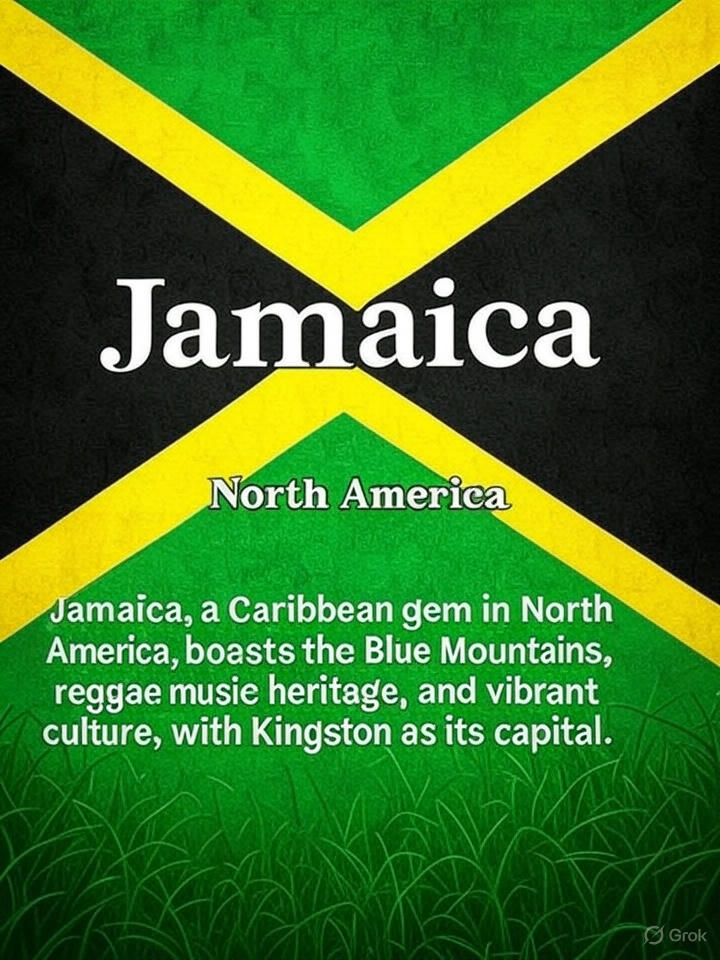 Jamaica
North America
Jamaica, a Caribbean gem in North
America, boasts the Blue Mountains,
reggae musie heritage, and vibrant
culture, with Kingston as its capital.
Grok